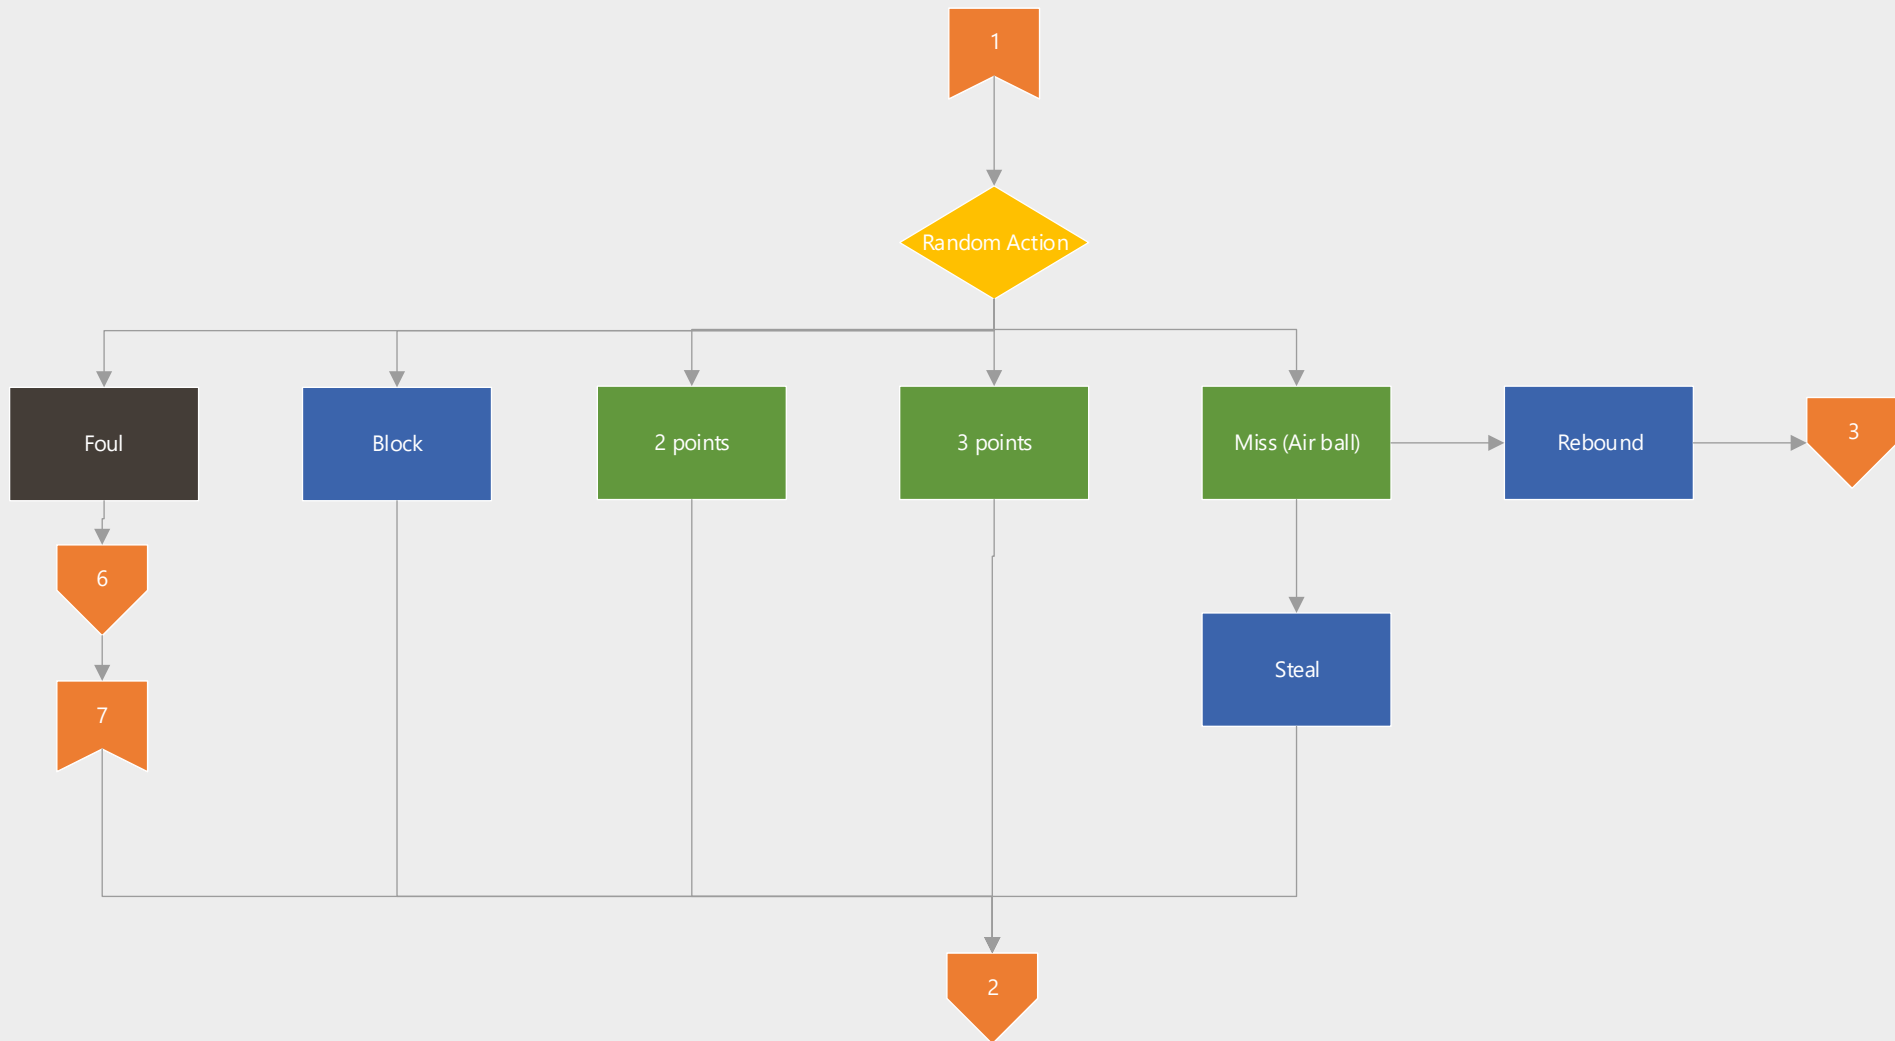 1
Random Action
Foul
Block
2 points
3 points
Miss (Air ball)
Rebound
3
6
Steal
7
2